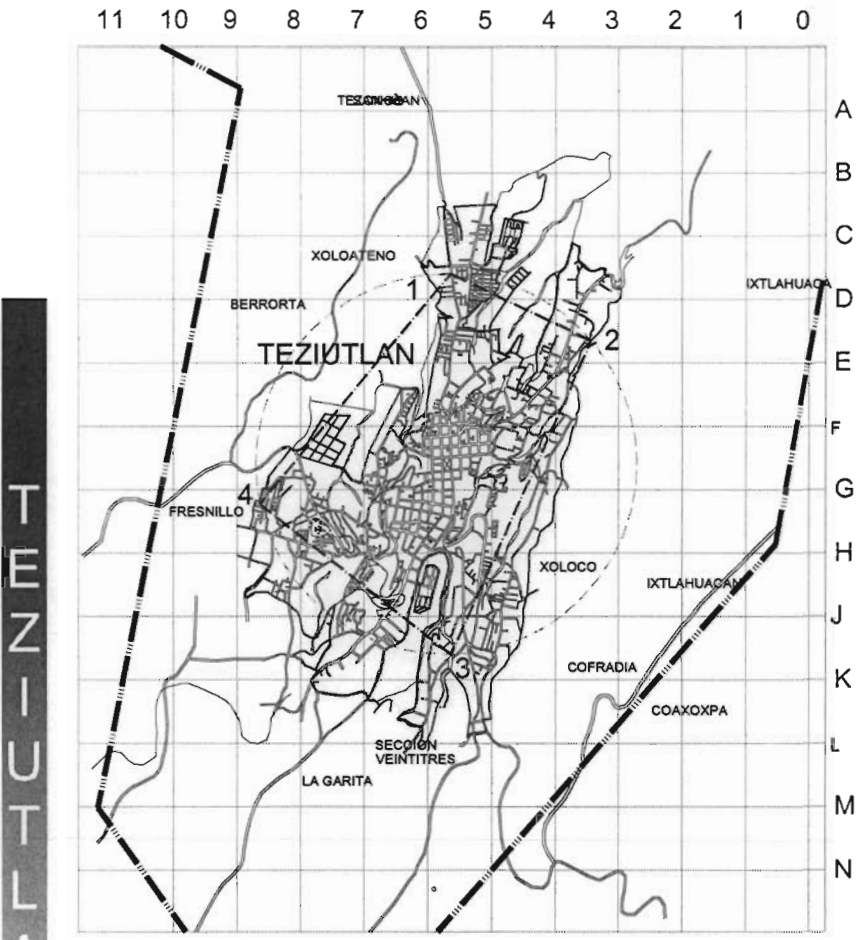 11 10 9 8 7 6 5 4 3 2 1 0
A
B
C
XOLOATENO
1
IXTLAHUACA
D
BERRORTA
2
TEZIUTLAN
E
F
4
G
FRESNILLO
H
XOLOCO
IXTLAHUACAN
J
3
COFRADIA
K
COAXOXPA
SECCIÓN
VEINTITRES
L
LA GARITA
M
N
T
E
Z
I
U
T
L